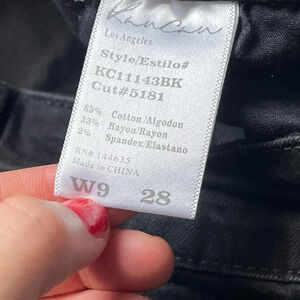 KanCan
Los Angeles
Style/Estilo#
KC11143BK
Cut#5181
65% Cotton/Algodon
33% Rayon/Rayon
2% Spandex/Elastano
RN# 144635
Made in CHINA
W9 28